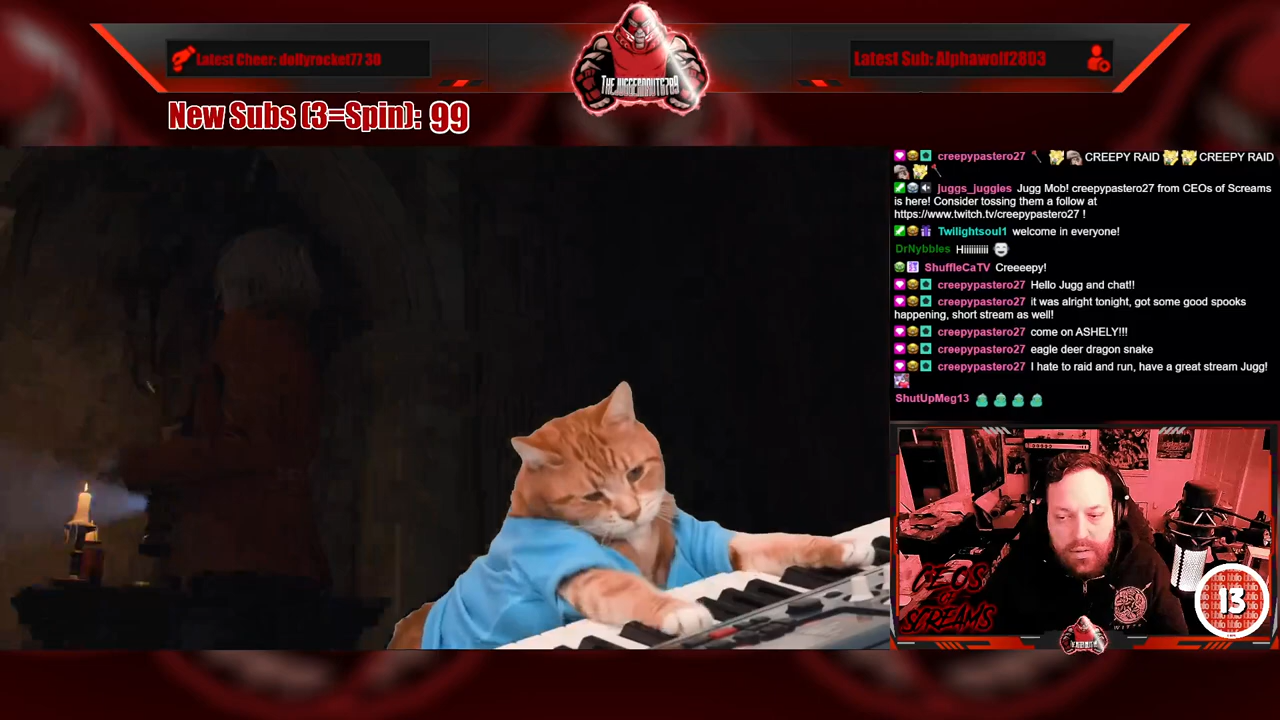 Latest Cheer: dollyrocket77 30
THEJUGGERNAUT6789
Latest Sub: Alphawolf2803
New Subs (3=Spin): 99
creepypastero27 CREEPY RAID CREEPY RAID
juggs_juggies Jugg Mob! creepypastero27 from CEOs of Screams
is here! Consider tossing them a follow at
https://www.twitch.tv/creepypastero27 !
Twilightsoul1 welcome in everyone!
DrNybbles Hiiiiiiiiii
ShuffleCaTV Creeeepy!
creepypastero27 Hello Jugg and chat!!
creepypastero27 it was alright tonight, got some good spooks
happening, short stream as well!
creepypastero27 come on ASHELY!!!
creepypastero27 eagle deer dragon snake
creepypastero27 I hate to raid and run, have a great stream Jugg!
ShutUpMeg13
CEOS
OF
SCREAMS
13